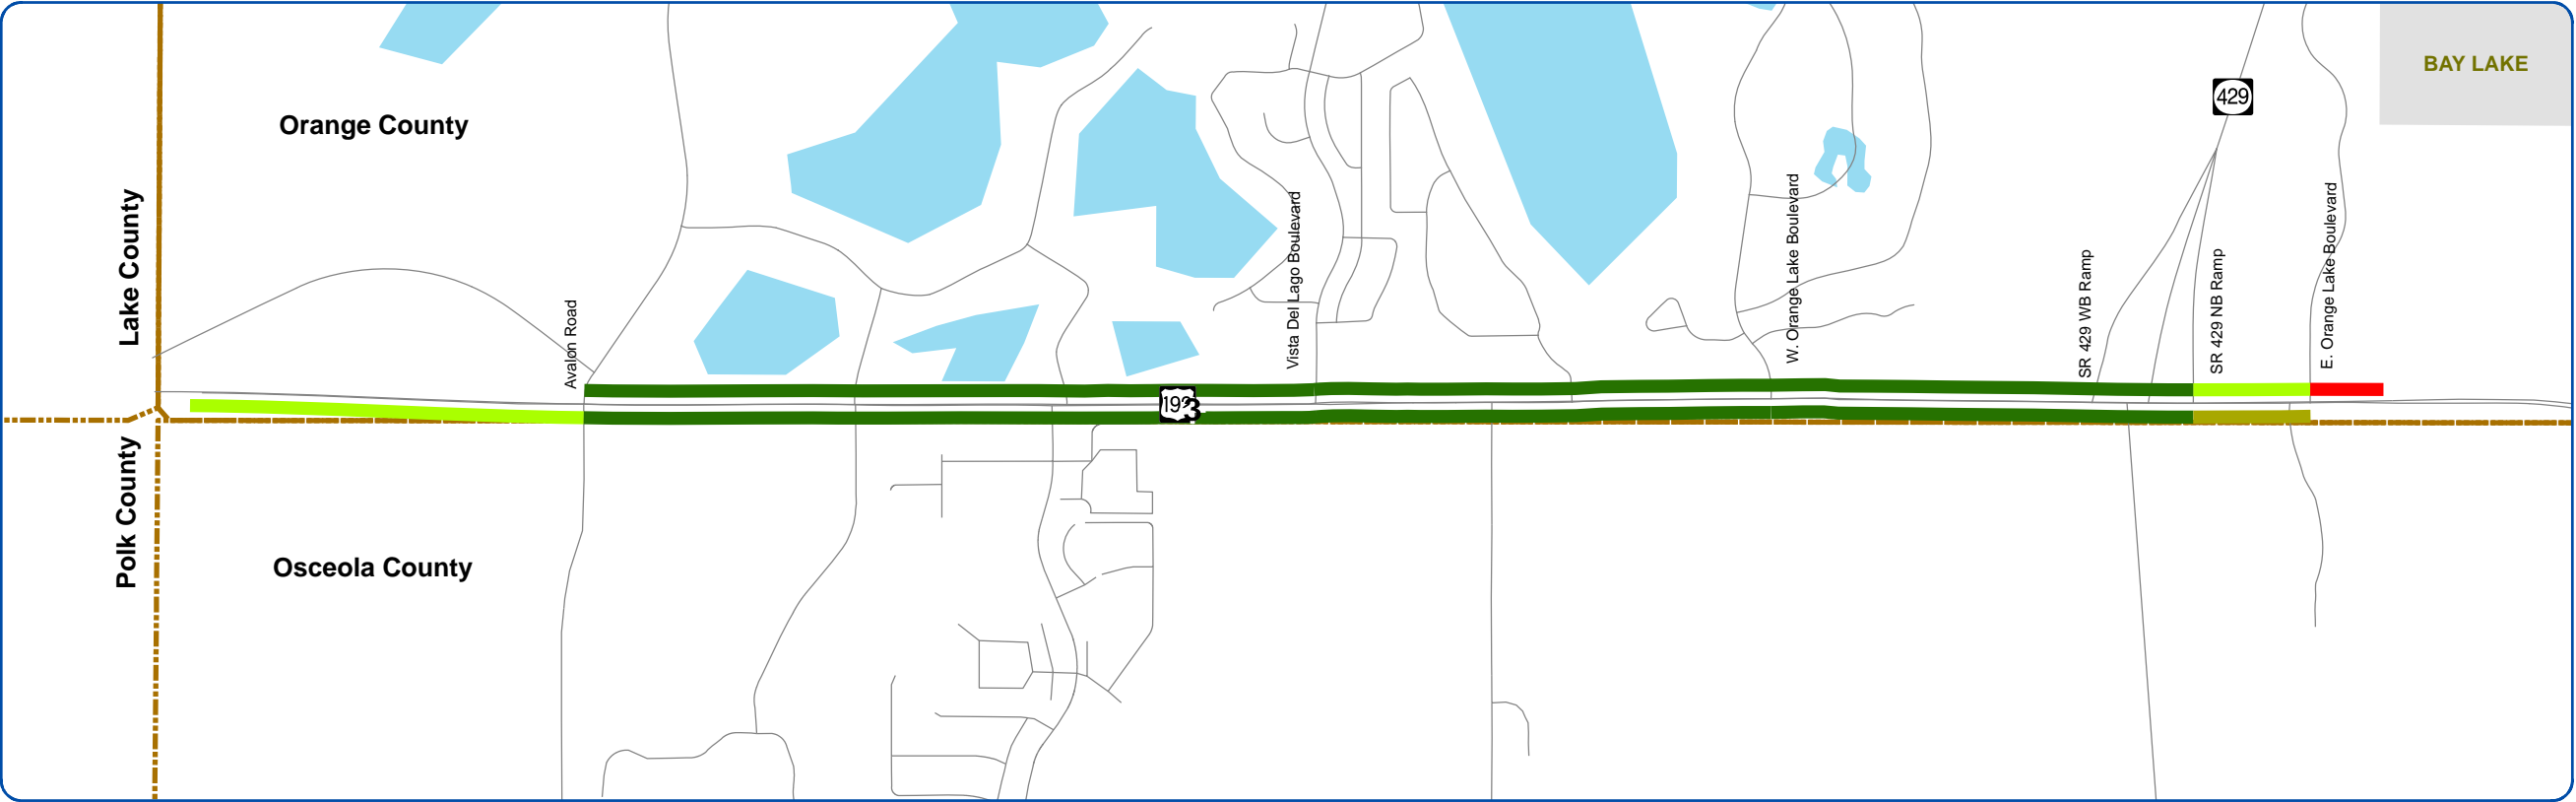 BAY LAKE
429
Orange County
Lake County
Vista Del Lago Boulevard
W. Orange Lake Boulevard
SR 429 WB Ramp
SR 429 NB Ramp
E. Orange Lake Boulevard
Avalon Road
3
Polk County
Osceola County